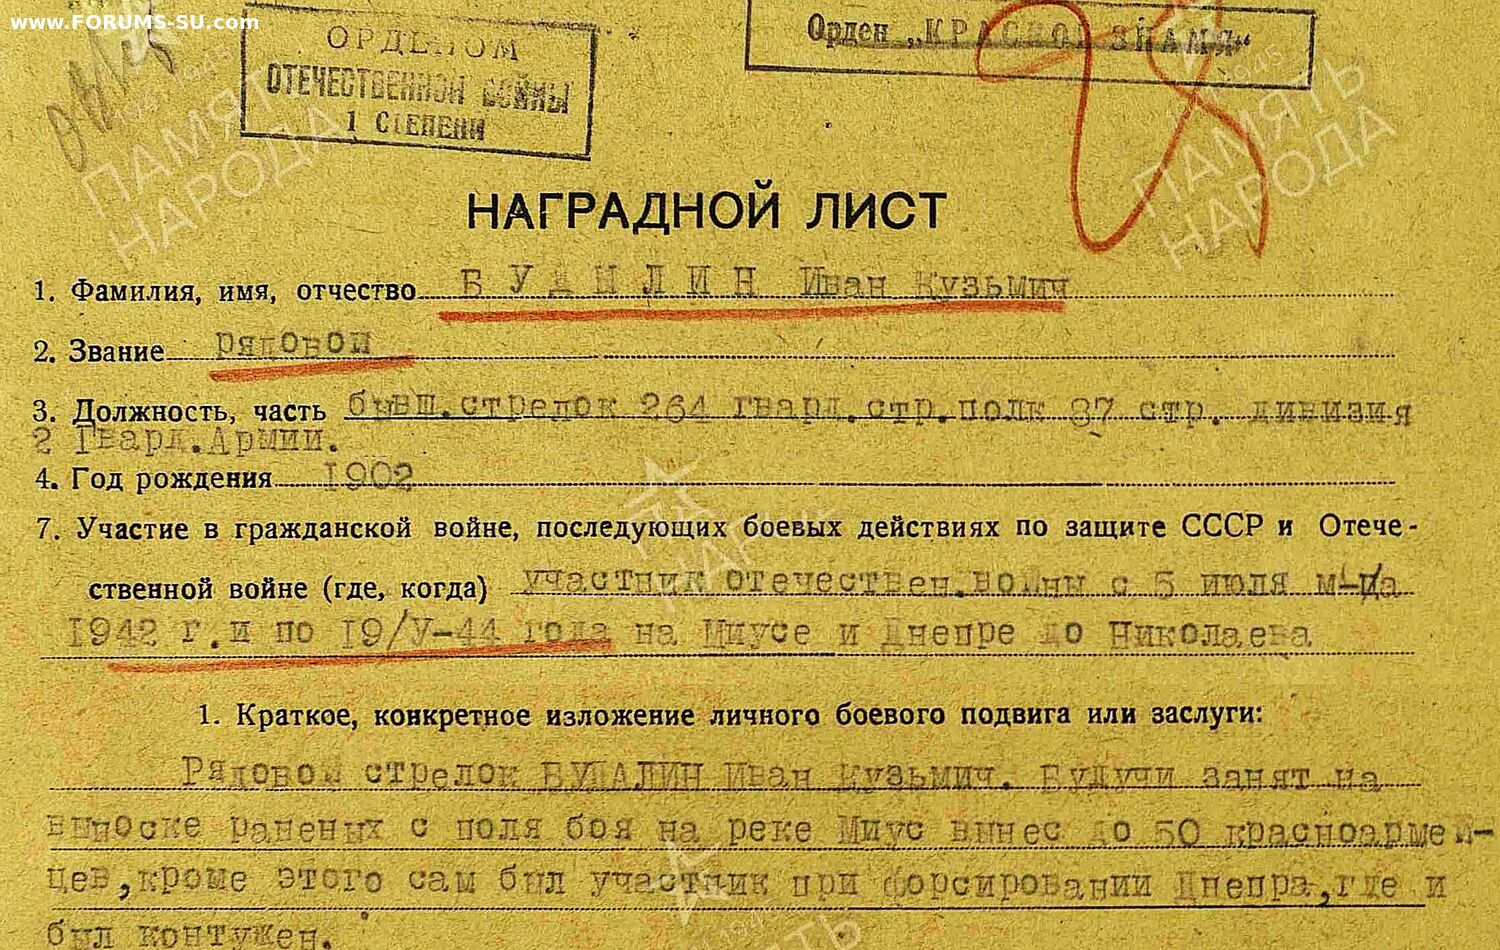 www.FORUMS-SU.com
ОРДЕНОМ
ОТЕЧЕСТВЕННОЙ ВОЙНЫ
1 СТЕПЕНИ
Орден „КРАСНОЕ ЗНАМЯ“
ПАМЯТЬ
НАРОДА
ПАМЯТЬ
НАРОДА
НАГРАДНОЙ ЛИСТ
1. Фамилия, имя, отчество БУДИЛИН Иван Кузьмич
2. Звание рядовой
3. Должность, часть бывш.стрелок 264 гвард.стр.полк 87 стр. дивизия
2 Гвард.Армии.
4. Год рождения 1902
7. Участие в гражданской войне, последующих боевых действиях по защите СССР и Отече-
ственной войне (где, когда) участник отечествен.войны с 5 июля м-ца
1942 г.и по 19/У-44 года на Миусе и Днепре до Николаева
1. Краткое, конкретное изложение личного боевого подвига или заслуги:
Рядовой стрелок Иван Кузьмич. Будучи занят на
выноске раненых с поля боя на реке Миус вынес до 50 красноармей-
цев,кроме этого сам был участник при форсировании Днепра,где и
был контужен.